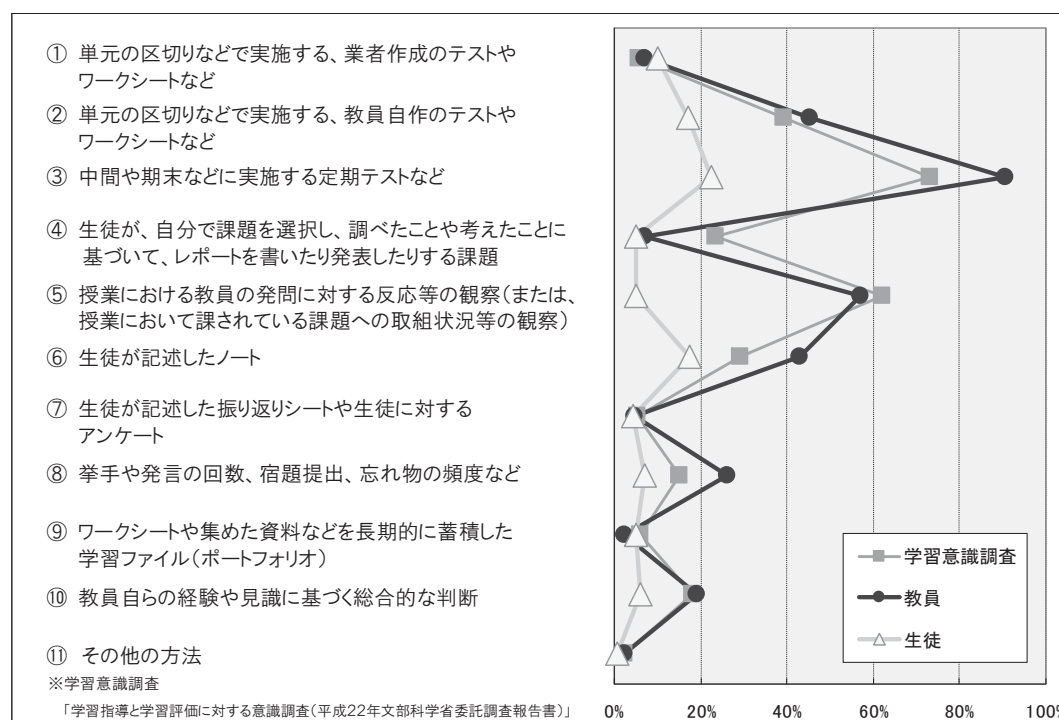 ① 単元の区切りなどで実施する、業者作成のテストや
ワークシートなど
② 単元の区切りなどで実施する、教員自作のテストや
ワークシートなど
③ 中間や期末などに実施する定期テストなど
④ 生徒が、自分で課題を選択し、調べたことや考えたことに
基づいて、レポートを書いたり発表したりする課題
⑤ 授業における教員の発問に対する反応等の観察(または、
授業において課されている課題への取組状況等の観察)
⑥ 生徒が記述したノート
⑦ 生徒が記述した振り返りシートや生徒に対する
アンケート
⑧ 挙手や発言の回数、宿題提出、忘れ物の頻度など
⑨ ワークシートや集めた資料などを長期的に蓄積した
学習ファイル(ポートフォリオ)
⑩ 教員自らの経験や見識に基づく総合的な判断
⑪ その他の方法
※学習意識調査
「学習指導と学習評価に対する意識調査(平成22年文部科学省委託調査報告書)」
学習意識調査
教員
生徒
0% 20% 40% 60% 80% 100%